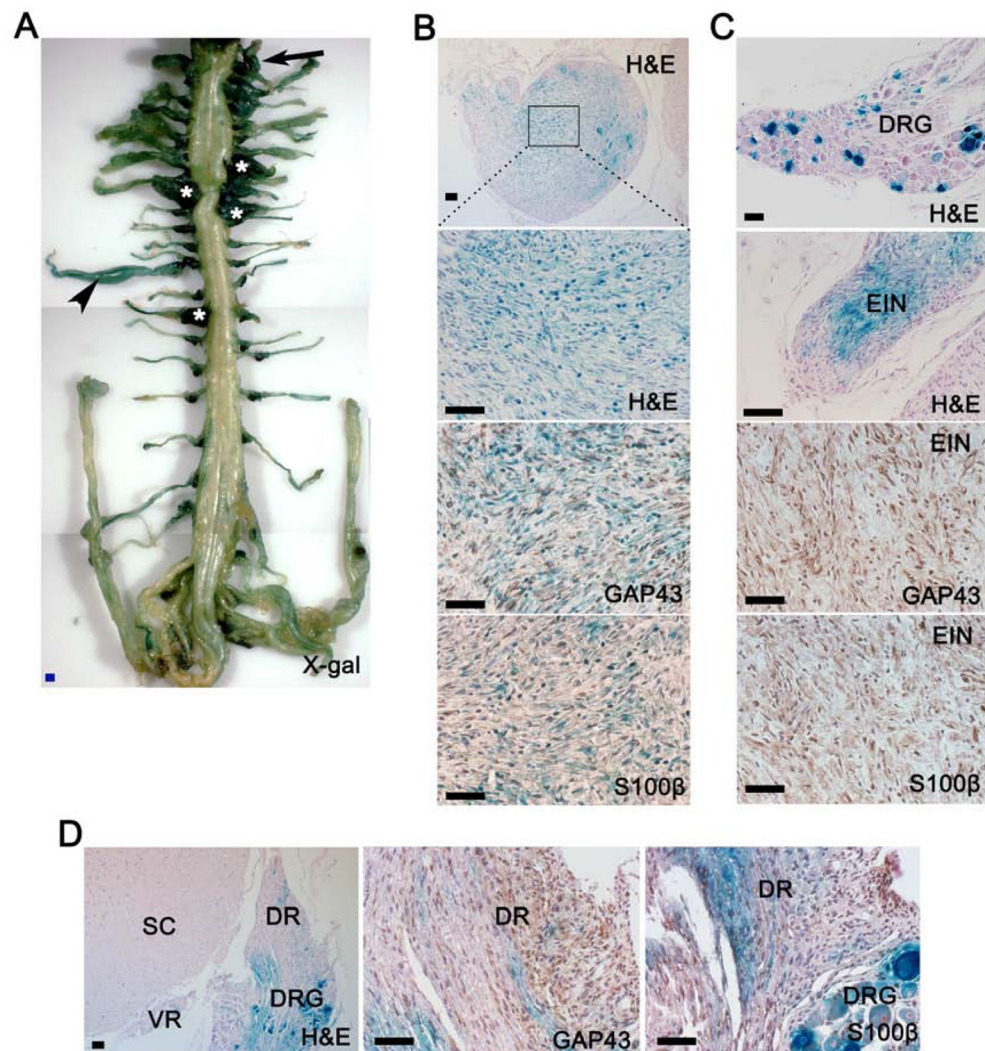 A
X-gal
B
H&E
H&E
GAP43
S100β
C
DRG
H&E
EIN
H&E
EIN
GAP43
EIN
S100β
D
SC
DR
VR
DRG
H&E
DR
GAP43
DR
DRG
S100β